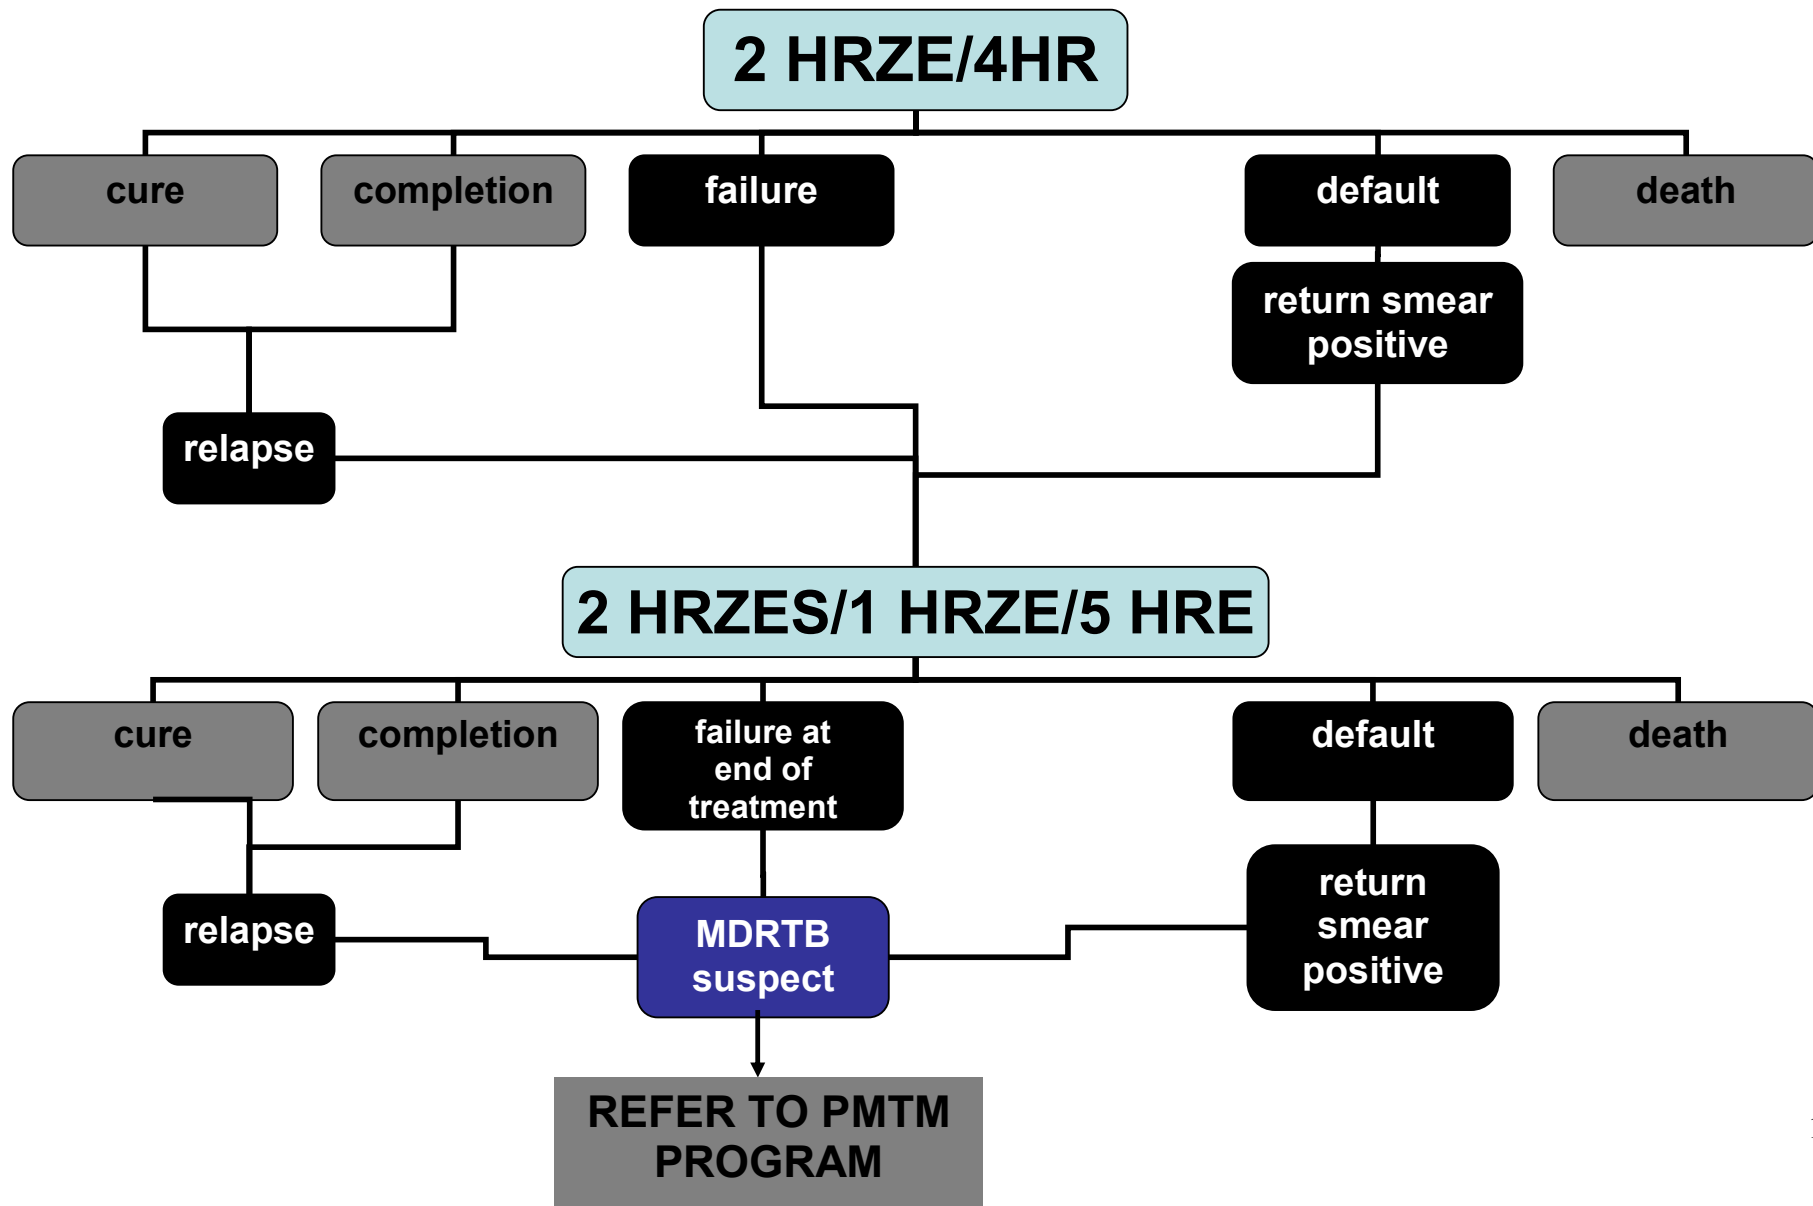 2 HRZE/4HR
cure
completion
failure
default
death
return smear
positive
relapse
2 HRZES/1 HRZE/5 HRE
cure
completion
failure at
end of
treatment
default
death
relapse
MDRTB
suspect
return
smear
positive
REFER TO PMTM
PROGRAM